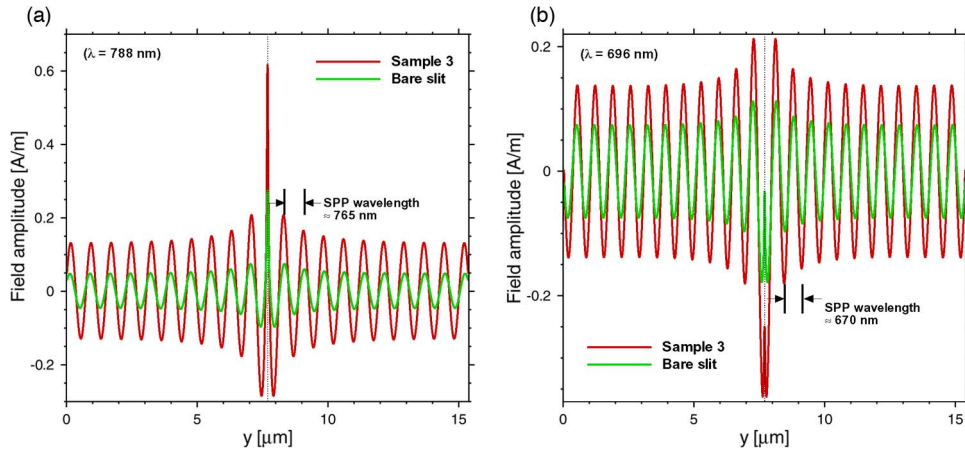 (a)
(λ = 788 nm)
Sample 3
Bare slit
0.6
0.4
0.2
0
-0.2
Field amplitude [A/m]
SPP wavelength
≈ 765 nm
0
5
10
15
y [μm]
(b)
(λ = 696 nm)
0.2
0
-0.2
Field amplitude [A/m]
SPP wavelength
≈ 670 nm
Sample 3
Bare slit
0
5
10
15
y [μm]